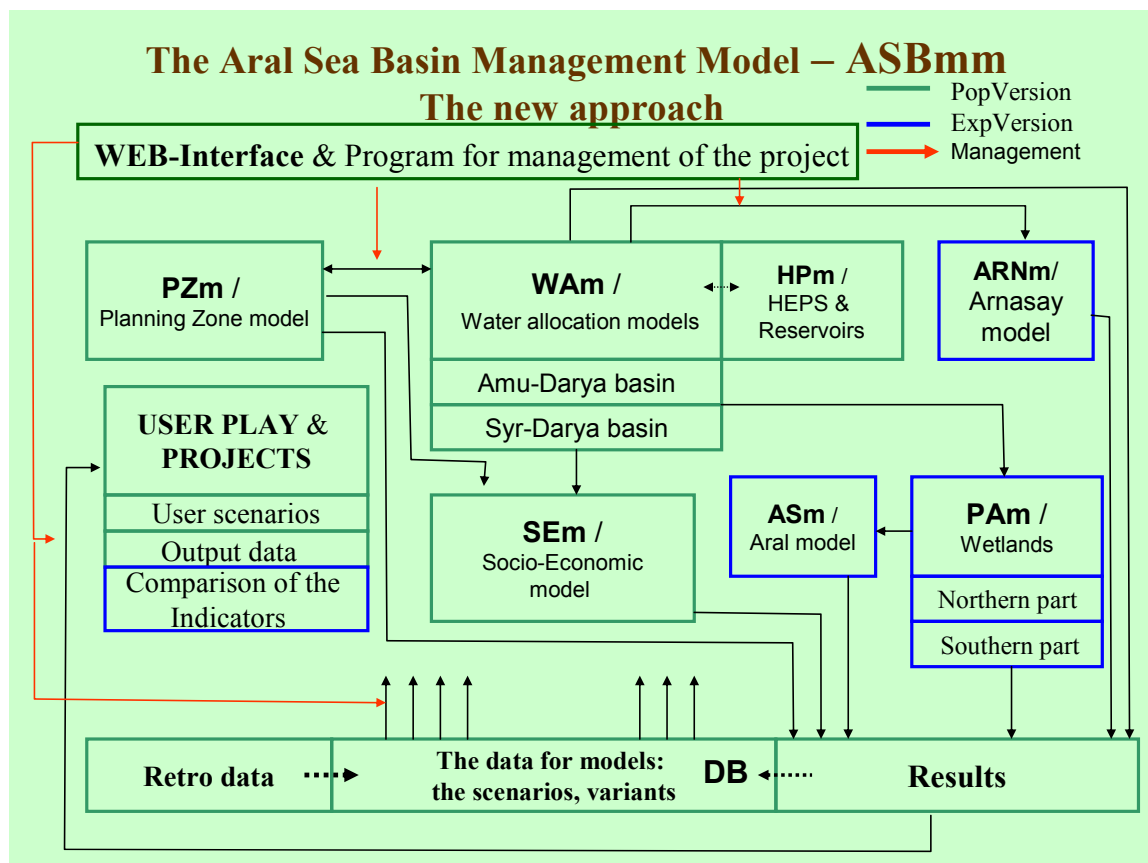 The Aral Sea Basin Management Model – ASBmm
The new approach
PopVersion
ExpVersion
Management
WEB-Interface & Program for management of the project
PZm /
Planning Zone model
WAm /
Water allocation models
Amu-Darya basin
Syr-Darya basin
HPm /
HEPS &
Reservoirs
ARNm/
Arnasay
model
USER PLAY &
PROJECTS
User scenarios
Output data
Comparison of the
Indicators
SEm /
Socio-Economic
model
ASm /
Aral model
PAm /
Wetlands
Northern part
Southern part
Retro data
The data for models:
the scenarios, variants
DB
Results